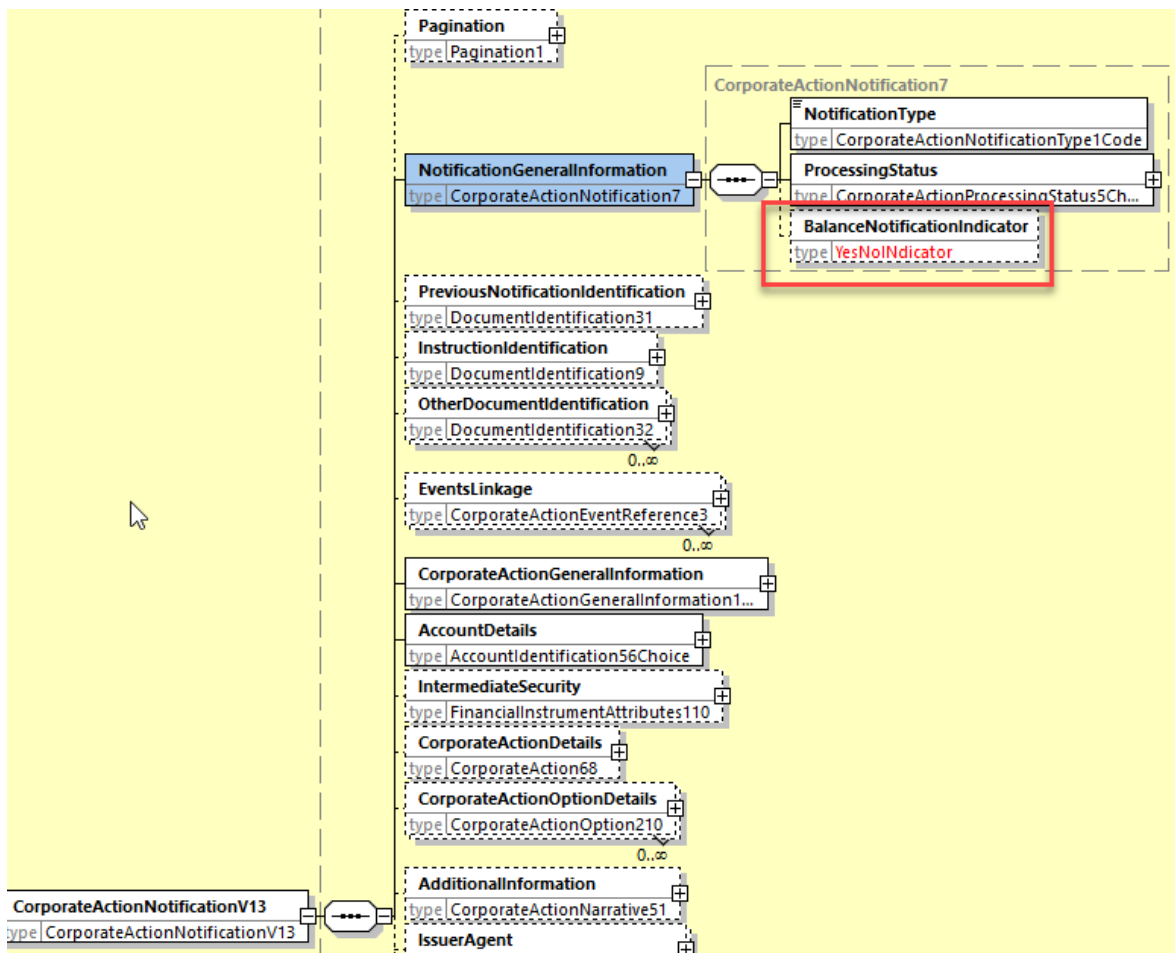 Pagination
type Pagination1
CorporateActionNotification7
NotificationType
type CorporateActionNotificationType1Code
NotificationGeneralInformation
type CorporateActionNotification7
ProcessingStatus
type CorporateActionProcessingStatus5Ch...
BalanceNotificationIndicator
type YesNoINdicator
PreviousNotificationIdentification
type DocumentIdentification31
InstructionIdentification
type DocumentIdentification9
OtherDocumentIdentification
type DocumentIdentification32
0..∞
EventsLinkage
type CorporateActionEventReference3
0..∞
CorporateActionGeneralInformation
type CorporateActionGeneralInformation1...
AccountDetails
type AccountIdentification56Choice
IntermediateSecurity
type FinancialInstrumentAttributes110
CorporateActionDetails
type CorporateAction68
CorporateActionOptionDetails
type CorporateActionOption210
0..∞
AdditionalInformation
type CorporateActionNarrative51
CorporateActionNotificationV13
type CorporateActionNotificationV13
IssuerAgent